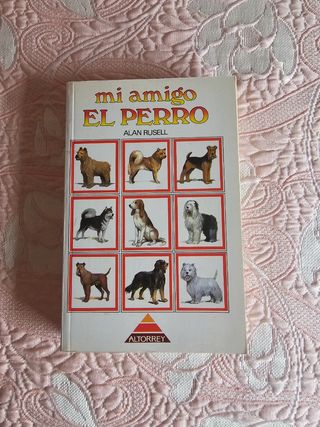 mi amigo
EL PERRO
ALAN RUSELL
ALTORREY